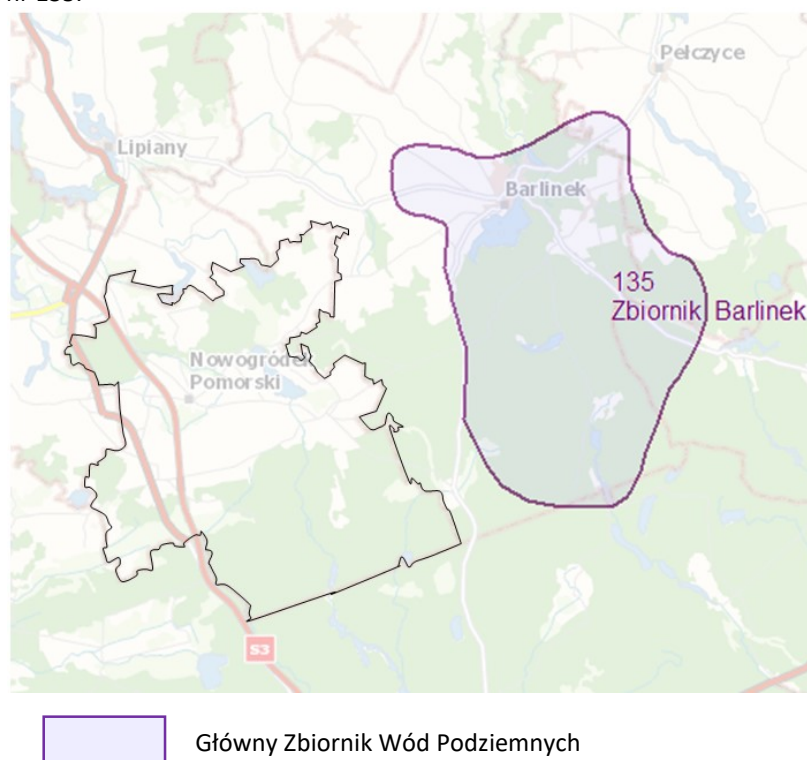 Pełczyce
Lipiany
Barlinek
135
Zbiornik Barlinek
Nowogródek
Pomorski
S3
Główny Zbiornik Wód Podziemnych